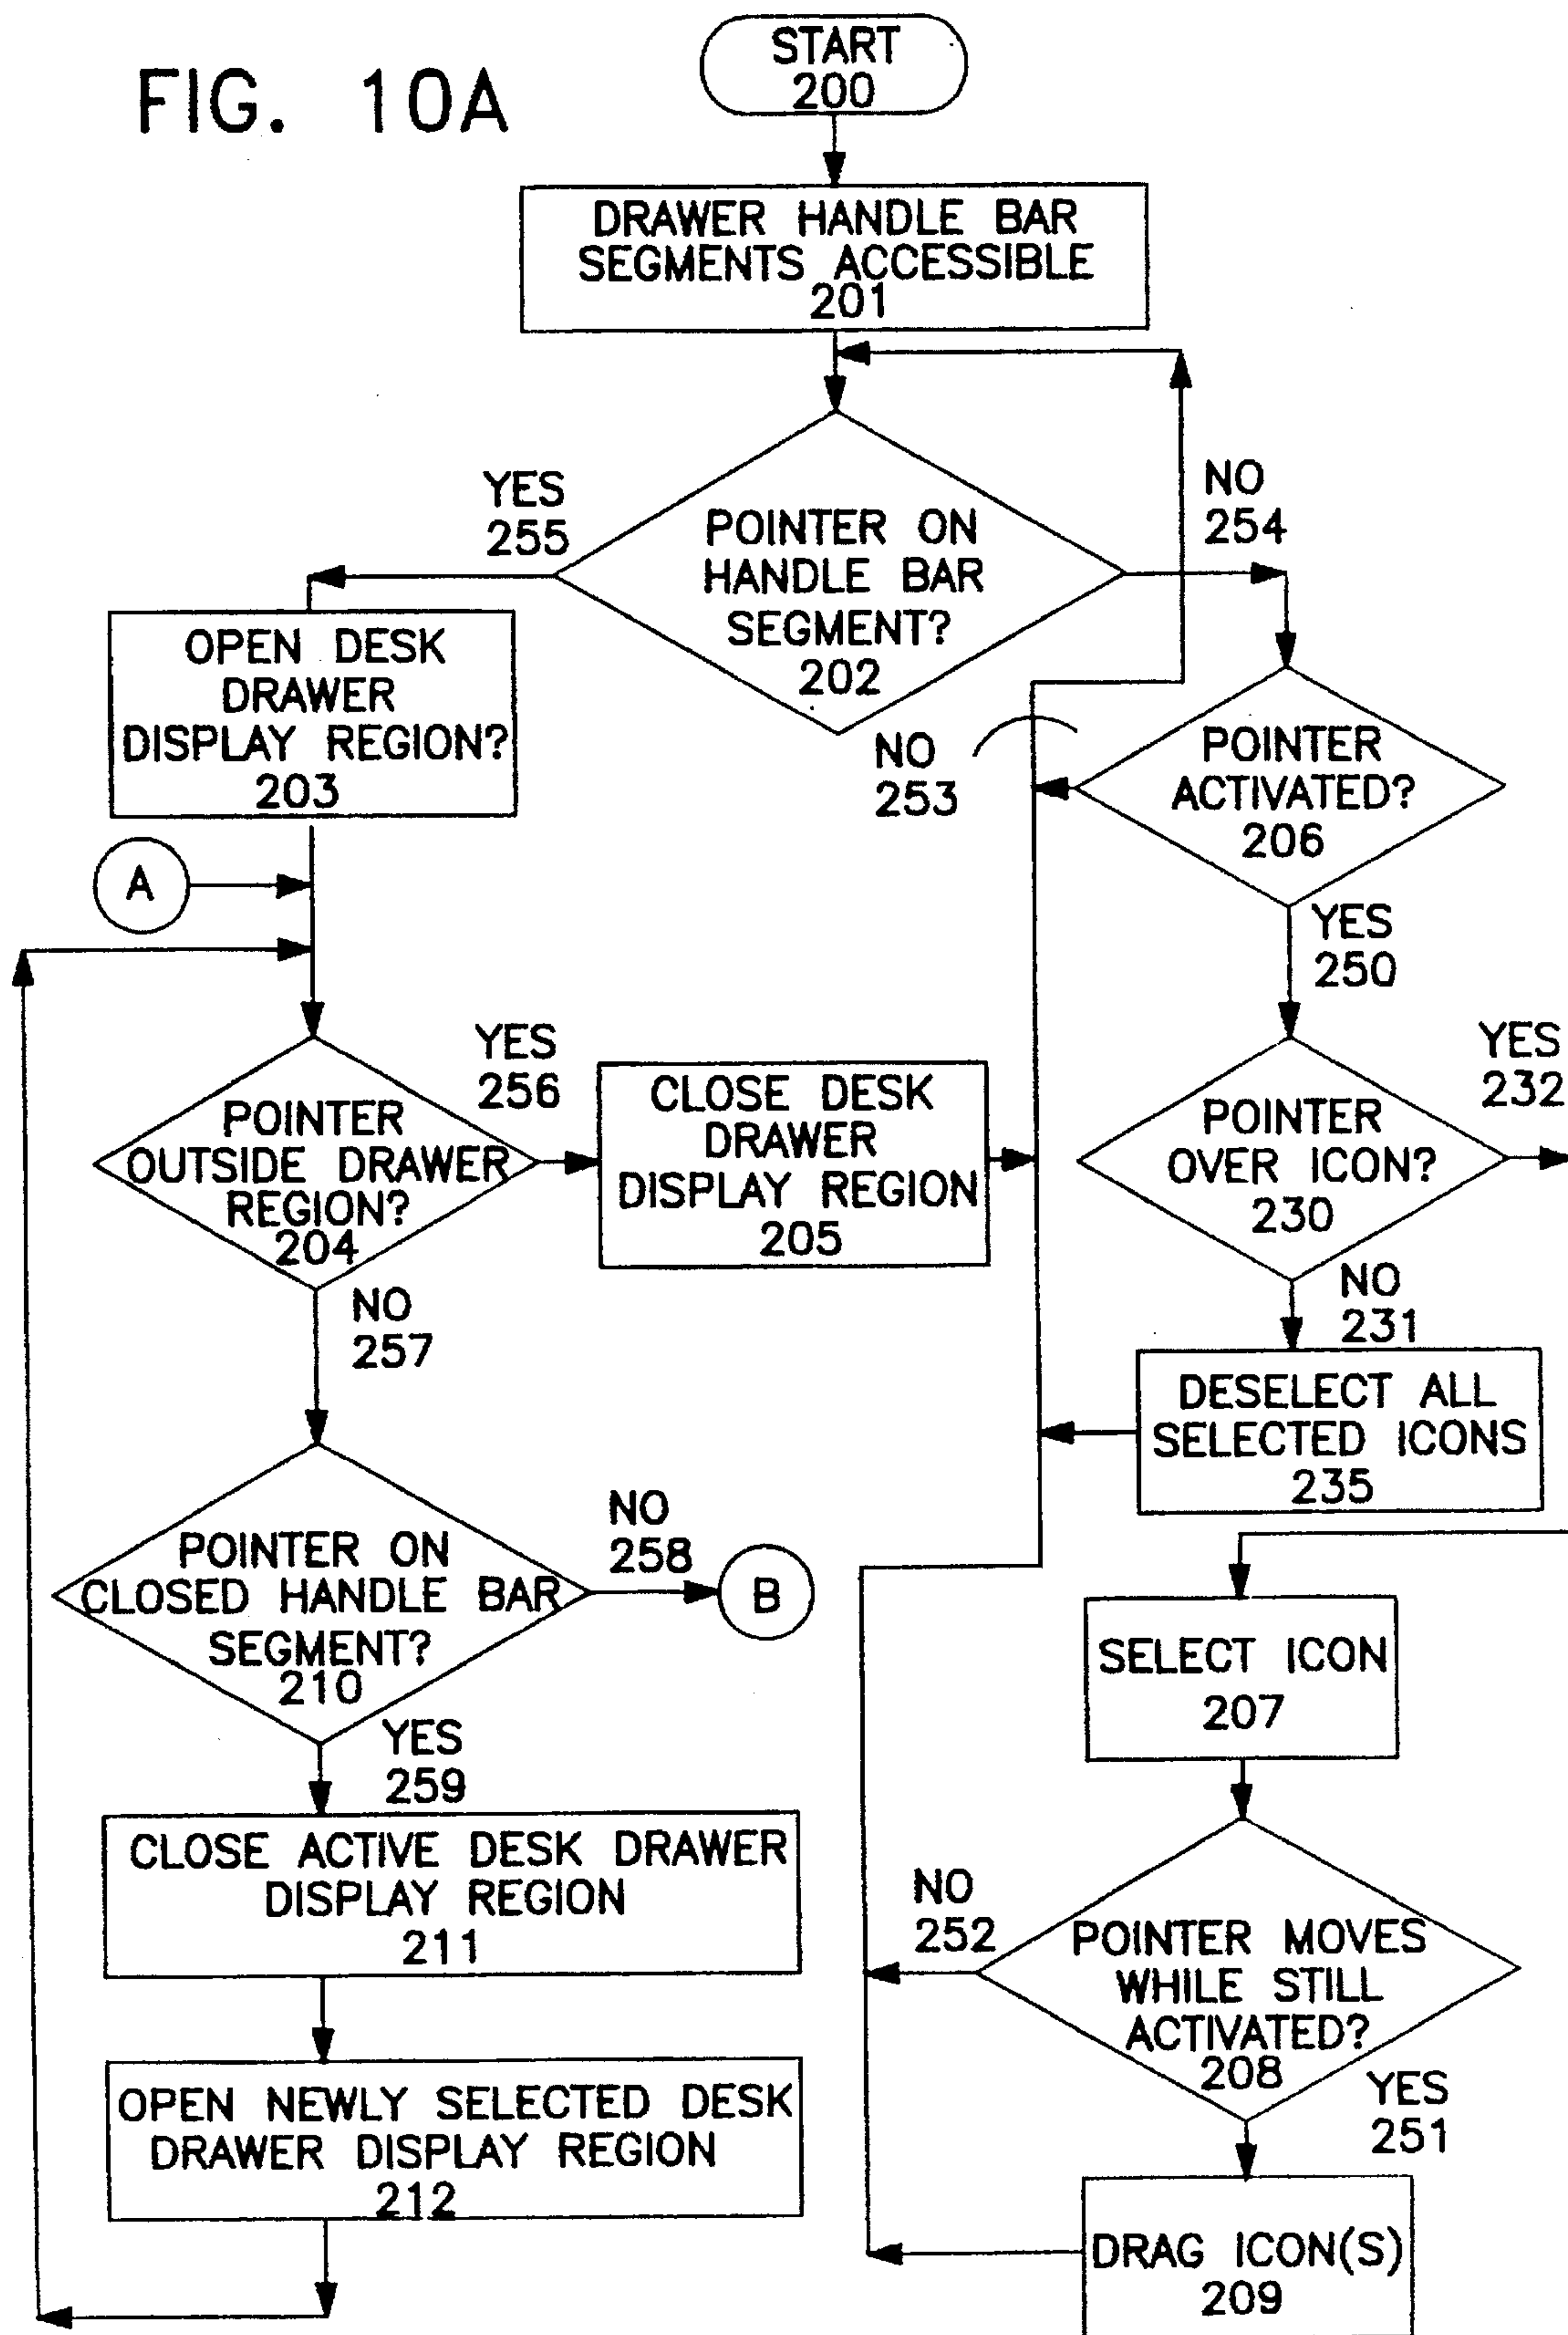 FIG. 10A
START
200
DRAWER HANDLE BAR
SEGMENTS ACCESSIBLE
201
YES
255
POINTER ON
HANDLE BAR
SEGMENT?
202
NO
254
OPEN DESK
DRAWER
DISPLAY REGION?
203
NO
253
POINTER
ACTIVATED?
206
A
YES
250
YES
256
POINTER
OUTSIDE DRAWER
REGION?
204
CLOSE DESK
DRAWER
DISPLAY REGION
205
POINTER
OVER ICON?
230
YES
232
NO
257
NO
231
DESELECT ALL
SELECTED ICONS
235
POINTER ON
CLOSED HANDLE BAR
SEGMENT?
210
NO
258
B
SELECT ICON
207
YES
259
CLOSE ACTIVE DESK DRAWER
DISPLAY REGION
211
NO
252
POINTER MOVES
WHILE STILL
ACTIVATED?
208
YES
251
OPEN NEWLY SELECTED DESK
DRAWER DISPLAY REGION
212
DRAG ICON(S)
209